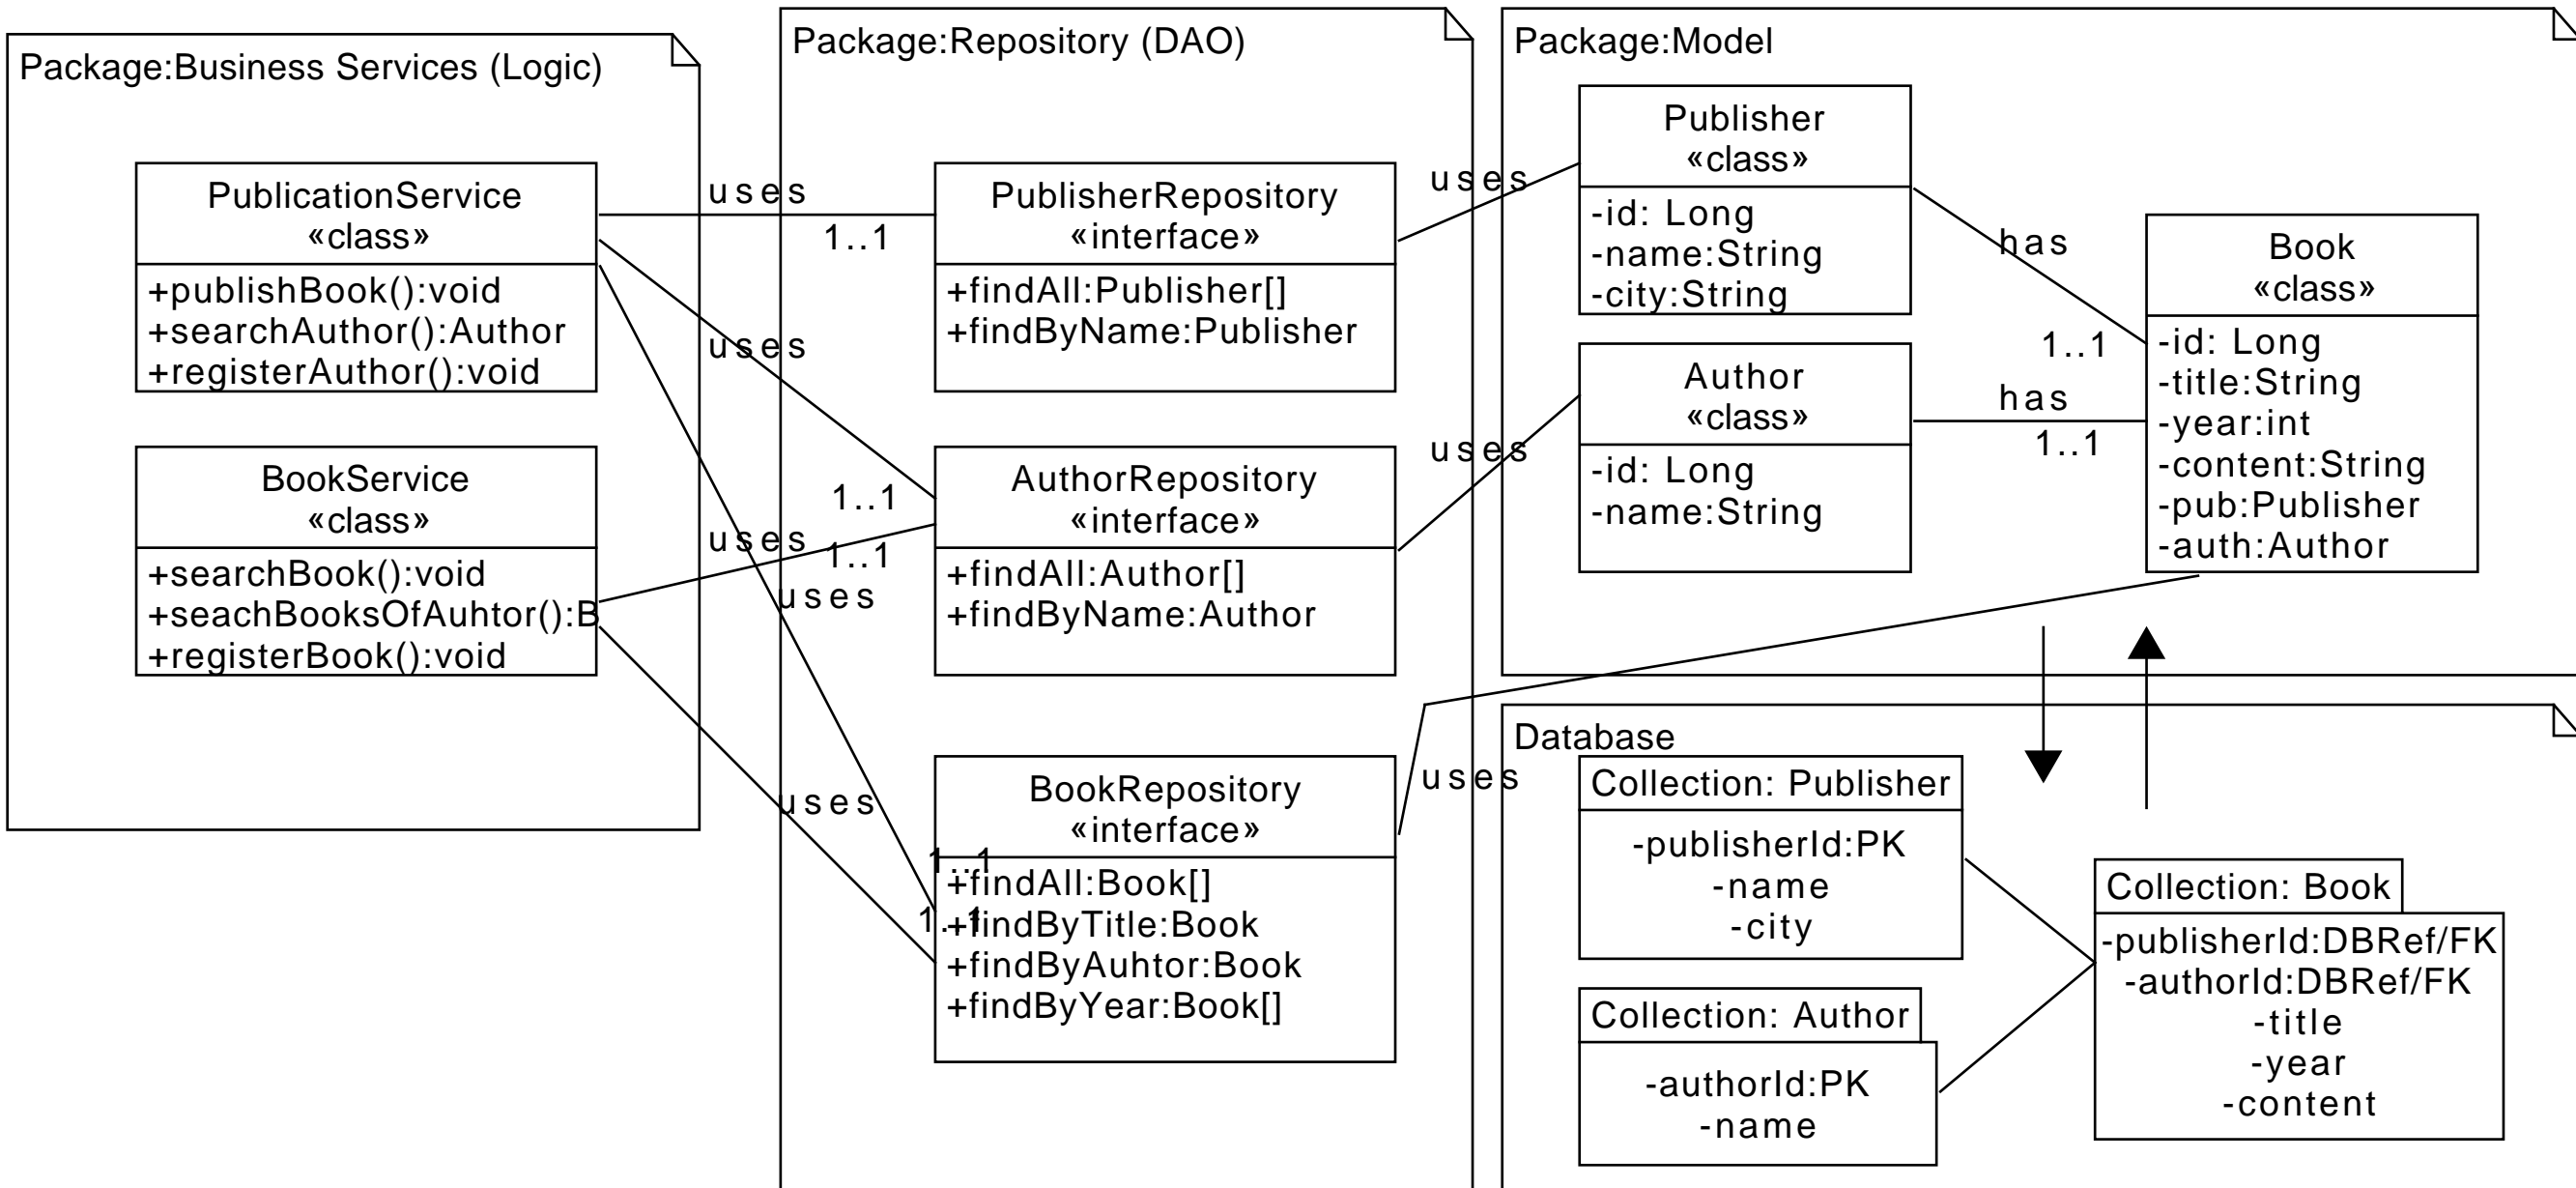 Package:Business Services (Logic)
PublicationService
«class»
+publishBook():void
+searchAuthor():Author
+registerAuthor():void
BookService
«class»
+searchBook():void
+seachBooksOfAuhtor():B
+registerBook():void
uses
1..1
uses
1..1
uses
1..1
uses
1..1
uses
1..1
Package:Repository (DAO)
PublisherRepository
«interface»
+findAll:Publisher[]
+findByName:Publisher
AuthorRepository
«interface»
+findAll:Author[]
+findByName:Author
BookRepository
«interface»
+findAll:Book[]
+findByTitle:Book
+findByAuhtor:Book
+findByYear:Book[]
uses
uses
uses
Package:Model
Publisher
«class»
-id: Long
-name:String
-city:String
Author
«class»
-id: Long
-name:String
has
1..1
has
1..1
Book
«class»
-id: Long
-title:String
-year:int
-content:String
-pub:Publisher
-auth:Author
Database
Collection: Publisher
-publisherId:PK
-name
-city
Collection: Author
-authorId:PK
-name
Collection: Book
-publisherId:DBRef/FK
-authorId:DBRef/FK
-title
-year
-content